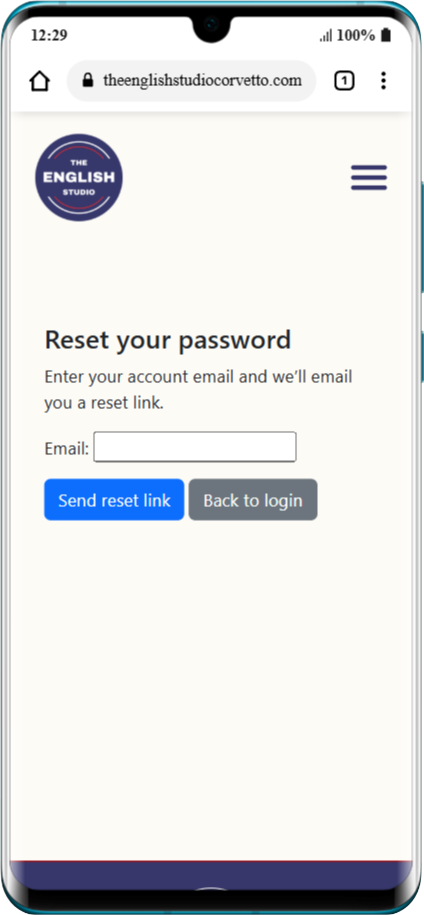 12:29
100%
theenglishstudiocorvetto.com
1
THE
ENGLISH
STUDIO
Reset your password
Enter your account email and we’ll email
you a reset link.
Email:
Send reset link
Back to login